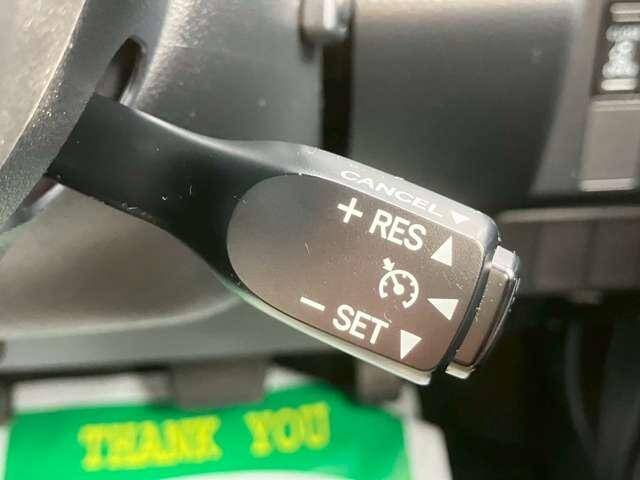 CANCEL
+ RES
- SET
THANK YOU